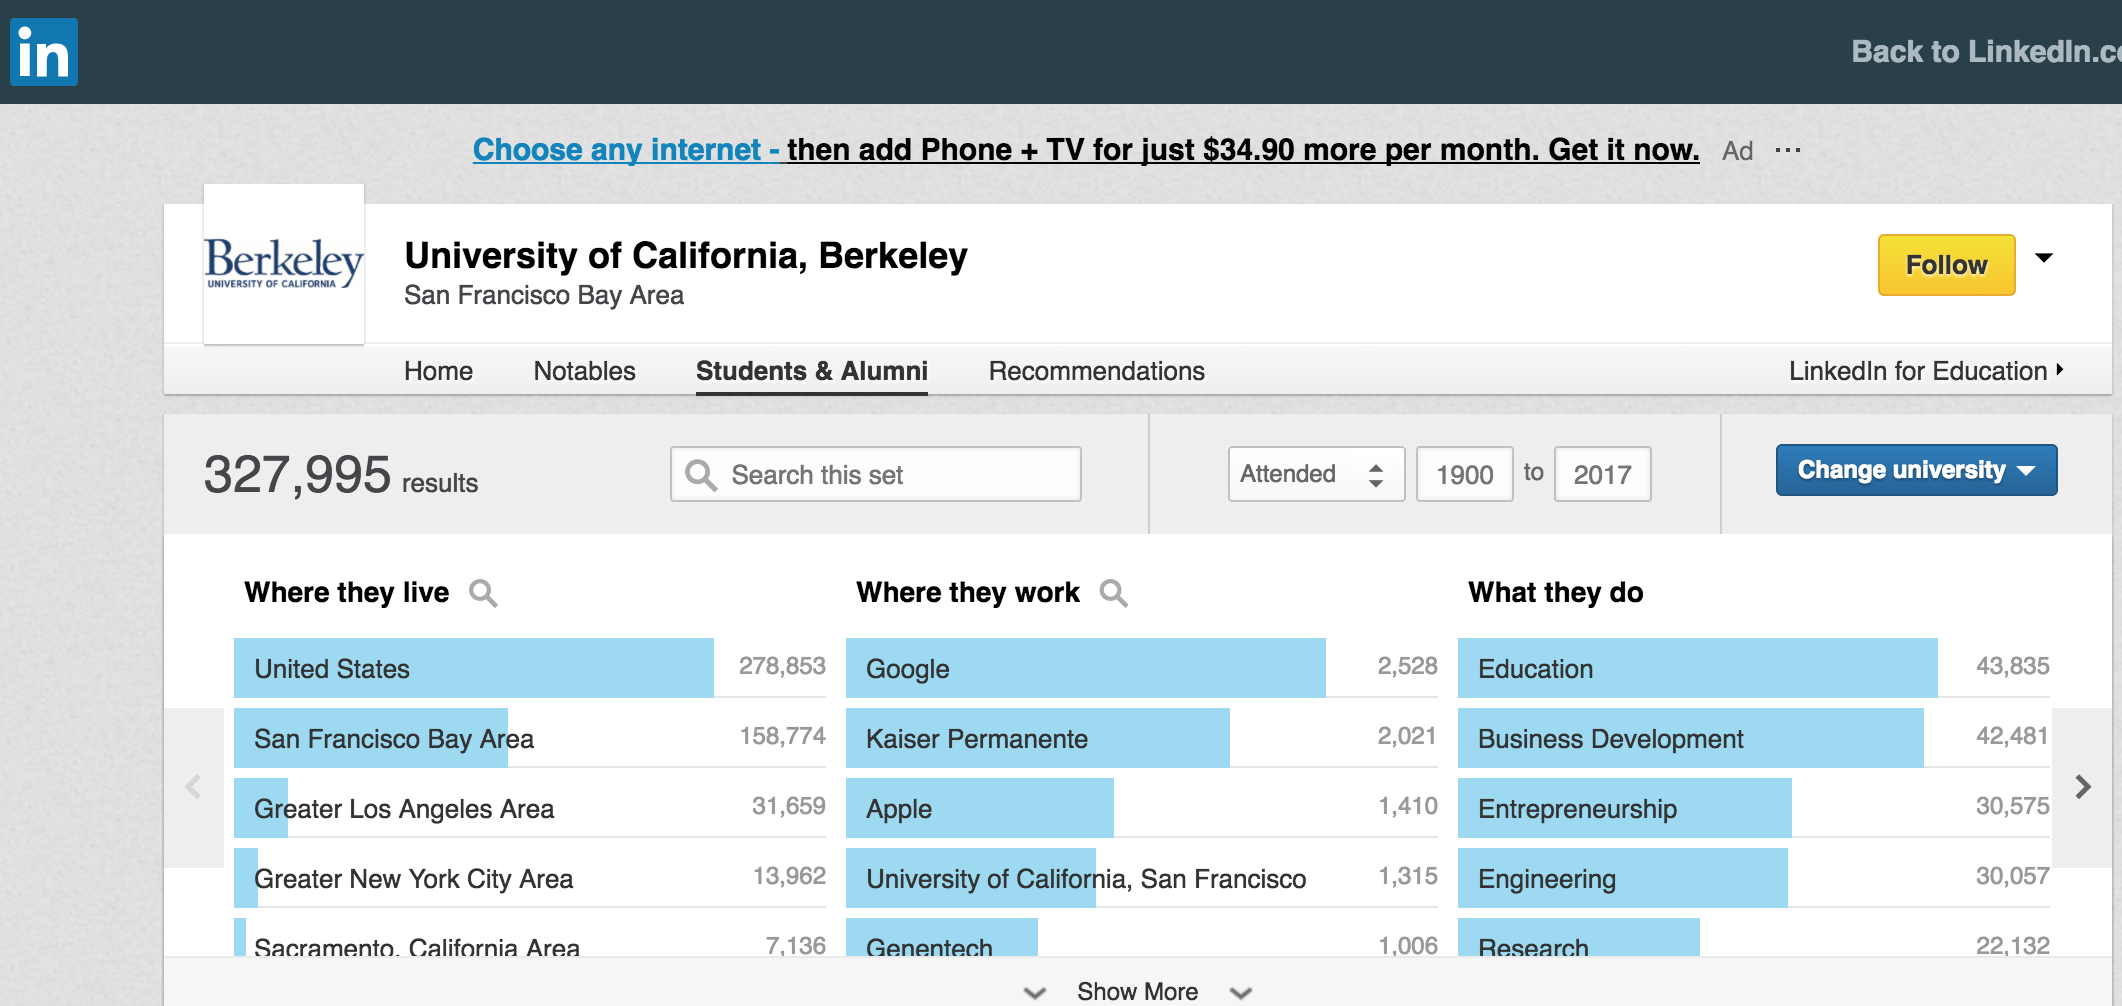 in
Back to LinkedIn.c
Choose any internet - then add Phone + TV for just $34.90 more per month. Get it now. Ad ...
Berkeley
UNIVERSITY OF CALIFORNIA
University of California, Berkeley
San Francisco Bay Area
Follow
Home Notables Students & Alumni Recommendations LinkedIn for Education
327,995 results
Search this set
Attended 1900 to 2017
Change university
Where they live
United States 278,853
San Francisco Bay Area 158,774
Greater Los Angeles Area 31,659
Greater New York City Area 13,962
Sacramento, California Area 7,136
Where they work
Google 2,528
Kaiser Permanente 2,021
Apple 1,410
University of California, San Francisco 1,315
Genentech 1,006
What they do
Education 43,835
Business Development 42,481
Entrepreneurship 30,575
Engineering 30,057
Research 22,132
Show More